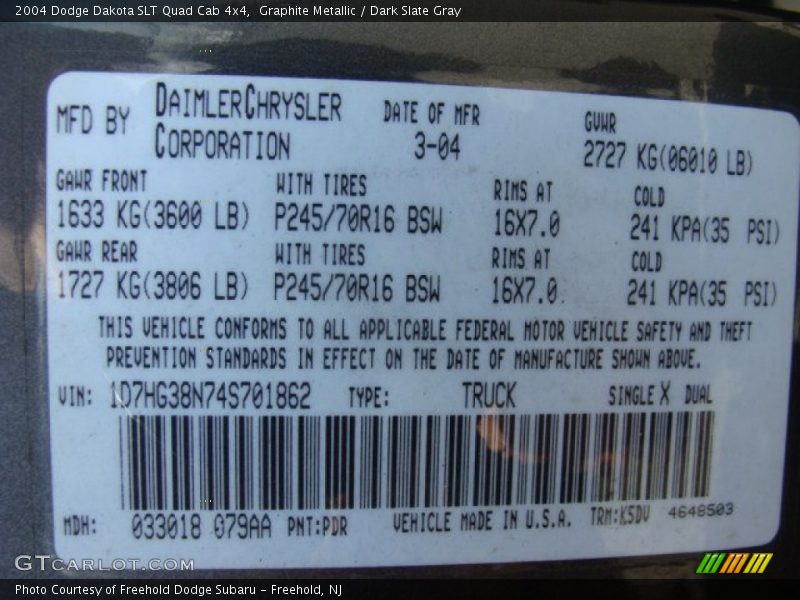 2004 Dodge Dakota SLT Quad Cab 4x4, Graphite Metallic / Dark Slate Gray
MFD BY DAIMLERCHRYSLER CORPORATION DATE OF MFR 3-04 GVWR 2727 KG(06010 LB)
GAWR FRONT WITH TIRES RIMS AT COLD
1633 KG(3600 LB) P245/70R16 BSW 16X7.0 241 KPA(35 PSI)
GAWR REAR WITH TIRES RIMS AT COLD
1727 KG(3806 LB) P245/70R16 BSW 16X7.0 241 KPA(35 PSI)
THIS VEHICLE CONFORMS TO ALL APPLICABLE FEDERAL MOTOR VEHICLE SAFETY AND THEFT
PREVENTION STANDARDS IN EFFECT ON THE DATE OF MANUFACTURE SHOWN ABOVE.
VIN: 1D7HG38N74S701862 TYPE: TRUCK SINGLE X DUAL
MDH: 033018 079AA PNT:PDR VEHICLE MADE IN U.S.A. TRM:K5DV 4648503
GTCARLOT.COM
Photo Courtesy of Freehold Dodge Subaru - Freehold, NJ